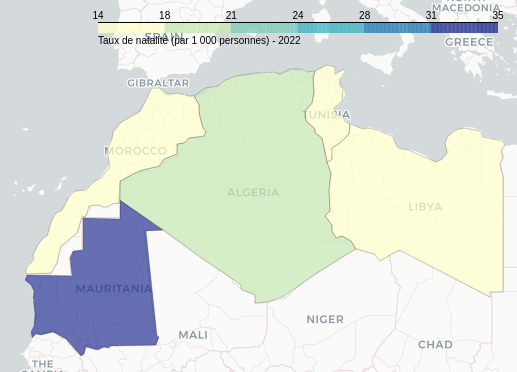 NORTH
MACEDONIA
14 18 21 24 28 31 35
SPAIN
Taux de natalité (par 1 000 personnes) - 2022
GREECE
GIBRALTAR
TUNISIA
MOROCCO
ALGERIA
LIBYA
MAURITANIA
NIGER
MALI
CHAD
THE
GAMBIA